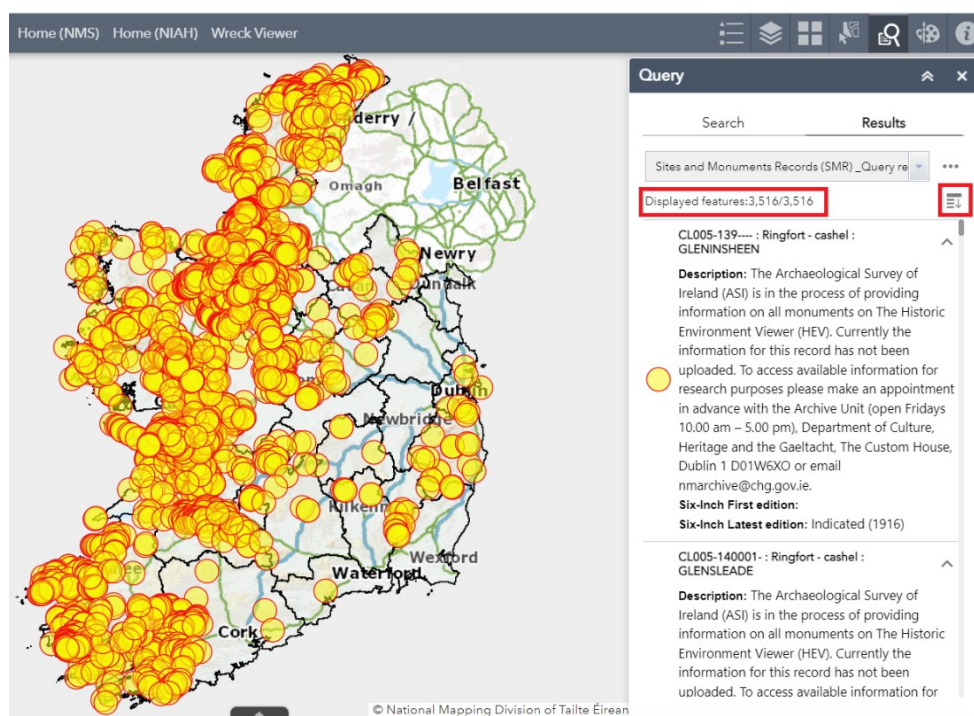 Home (NMS) Home (NIAH) Wreck Viewer
Query
Search Results
Sites and Monuments Records (SMR) _Query re
Displayed features:3,516/3,516
CL005-139---- : Ringfort - cashel :
GLENINSHEEN
Description: The Archaeological Survey of
Ireland (ASI) is in the process of providing
information on all monuments on The Historic
Environment Viewer (HEV). Currently the
information for this record has not been
uploaded. To access available information for
research purposes please make an appointment
in advance with the Archive Unit (open Fridays
10.00 am – 5.00 pm), Department of Culture,
Heritage and the Gaeltacht, The Custom House,
Dublin 1 D01W6XO or email
nmarchive@chg.gov.ie.
Six-Inch First edition:
Six-Inch Latest edition: Indicated (1916)
CL005-140001- : Ringfort - cashel :
GLENSLEADE
Description: The Archaeological Survey of
Ireland (ASI) is in the process of providing
information on all monuments on The Historic
Environment Viewer (HEV). Currently the
information for this record has not been
uploaded. To access available information for
derry /
Omagh
Belfast
Newry
Dundalk
Cavan
Dublin
Newbridge
Kilkenny
Wexford
Waterford
Cork
© National Mapping Division of Tailte Éirean